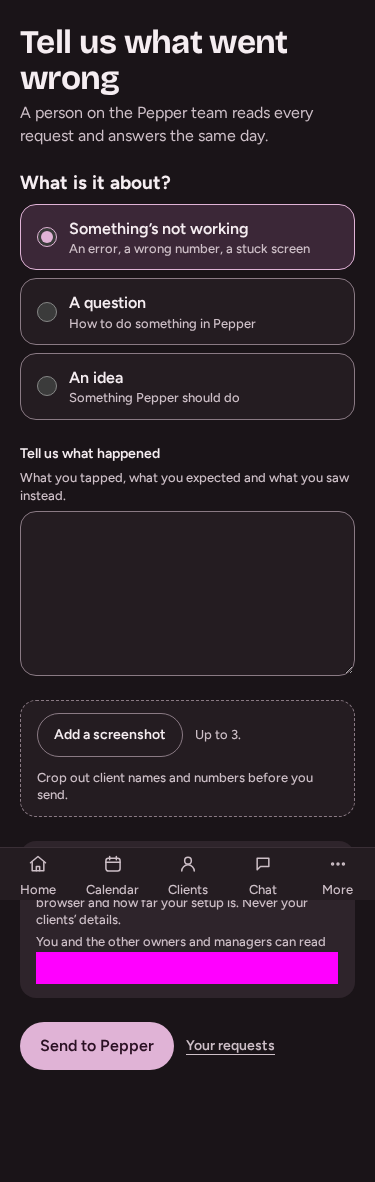 Tell us what went
wrong
A person on the Pepper team reads every
request and answers the same day.
What is it about?
Something's not working
An error, a wrong number, a stuck screen
A question
How to do something in Pepper
An idea
Something Pepper should do
Tell us what happened
What you tapped, what you expected and what you saw
instead.
Add a screenshot
Up to 3.
Crop out client names and numbers before you
send.
Home
Calendar
Clients
Chat
More
browser and how far your setup is. Never your
clients' details.
You and the other owners and managers can read
Send to Pepper
Your requests